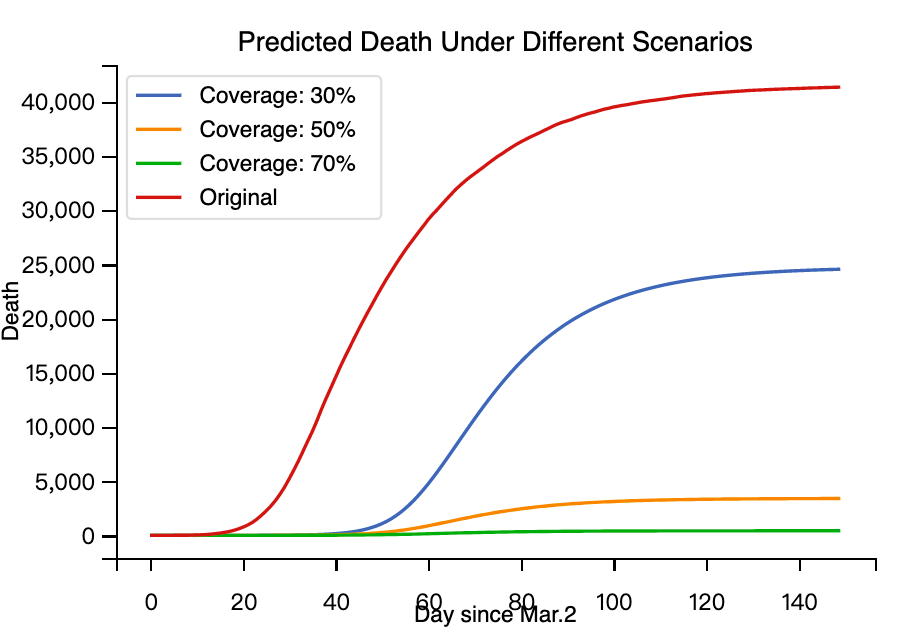 Predicted Death Under Different Scenarios
Coverage: 30%
Coverage: 50%
Coverage: 70%
Original
40,000
35,000
30,000
25,000
20,000
15,000
10,000
5,000
0
Death
0 20 40 60 80 100 120 140
Day since Mar.2